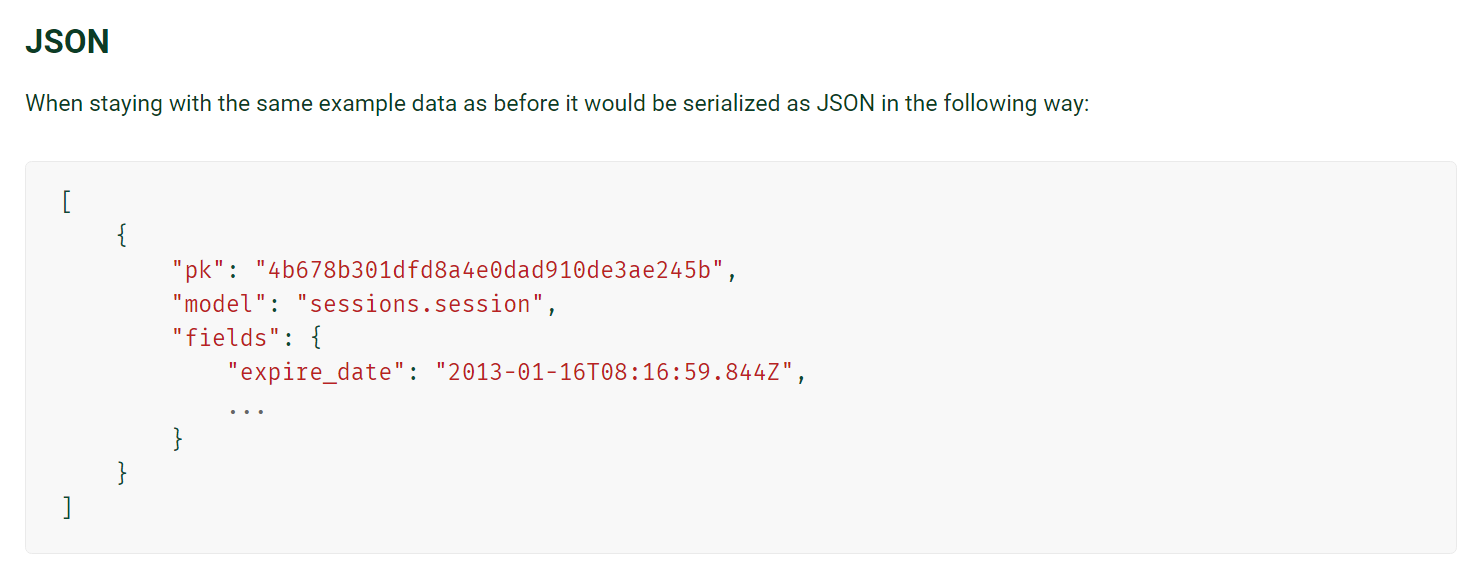 JSON
When staying with the same example data as before it would be serialized as JSON in the following way:
[
    {
        "pk": "4b678b301dfd8a4e0dad910de3ae245b",
        "model": "sessions.session",
        "fields": {
            "expire_date": "2013-01-16T08:16:59.844Z",
            ...
        }
    }
]